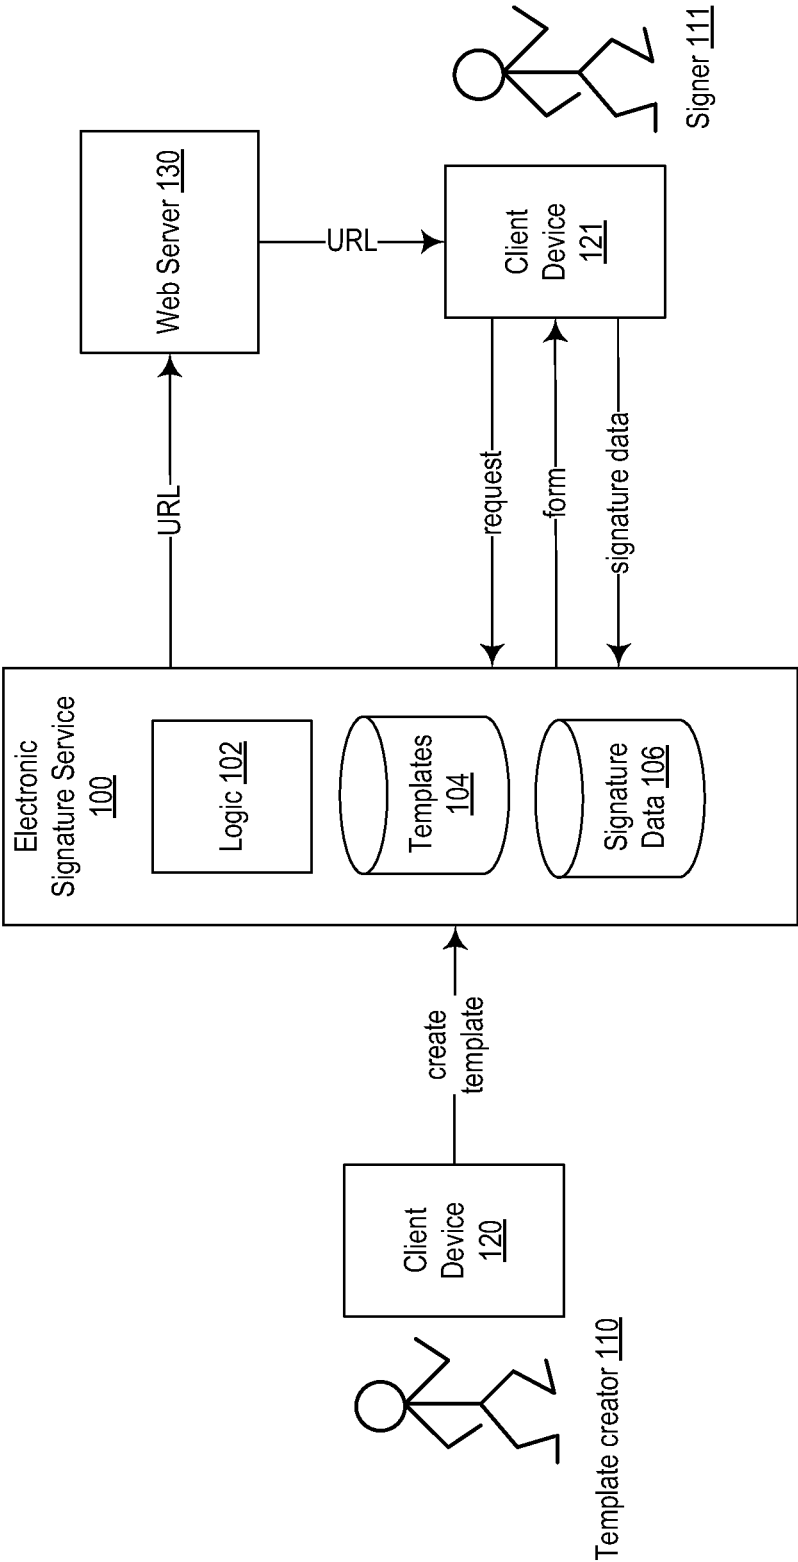 Electronic
Signature Service
100
Logic 102
Templates
104
Signature
Data 106
Client
Device
120
Template creator 110
create
template
URL
Web Server 130
URL
Client
Device
121
Signer 111
request
form
signature data